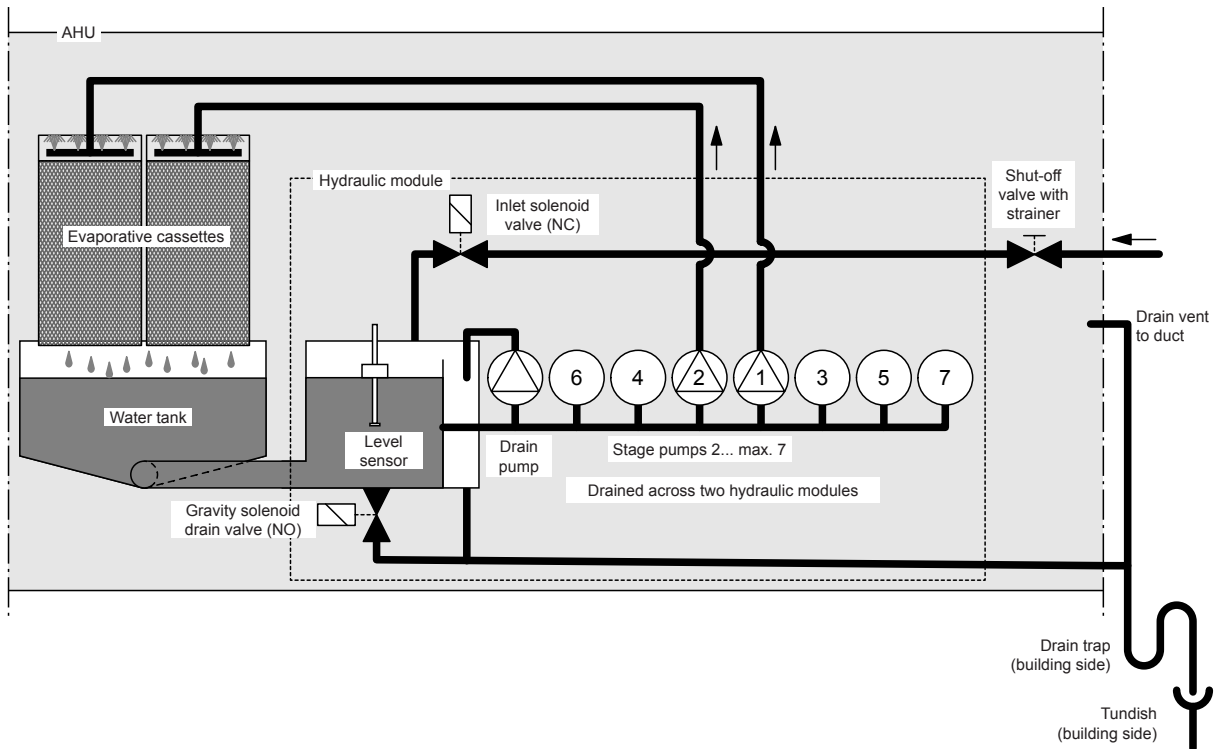 AHU
Hydraulic module
Inlet solenoid
valve (NC)
Shut-off
valve with
strainer
Evaporative cassettes
Drain vent
to duct
6
4
2
1
3
5
7
Water tank
Level
sensor
Drain
pump
Stage pumps 2... max. 7
Drained across two hydraulic modules
Gravity solenoid
drain valve (NO)
Drain trap
(building side)
Tundish
(building side)